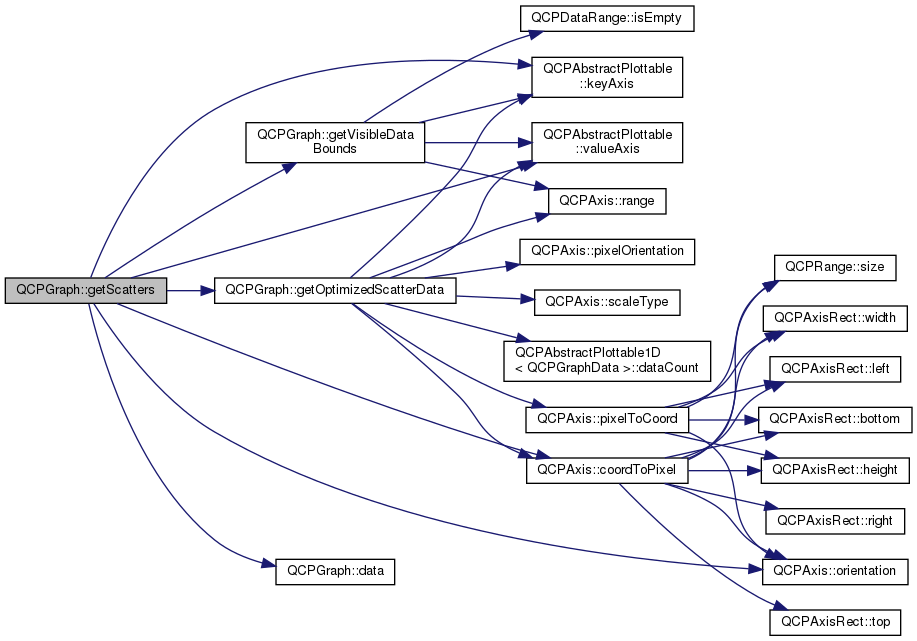 QCPDataRange::isEmpty
QCPAbstractPlottable
::keyAxis
QCPGraph::getVisibleData
Bounds
QCPAbstractPlottable
::valueAxis
QCPAxis::range
QCPAxis::pixelOrientation
QCPRange::size
QCPGraph::getScatters
QCPGraph::getOptimizedScatterData
QCPAxis::scaleType
QCPAxisRect::width
QCPAbstractPlottable1D
< QCPGraphData >::dataCount
QCPAxisRect::left
QCPAxis::pixelToCoord
QCPAxisRect::bottom
QCPAxis::coordToPixel
QCPAxisRect::height
QCPAxisRect::right
QCPGraph::data
QCPAxis::orientation
QCPAxisRect::top